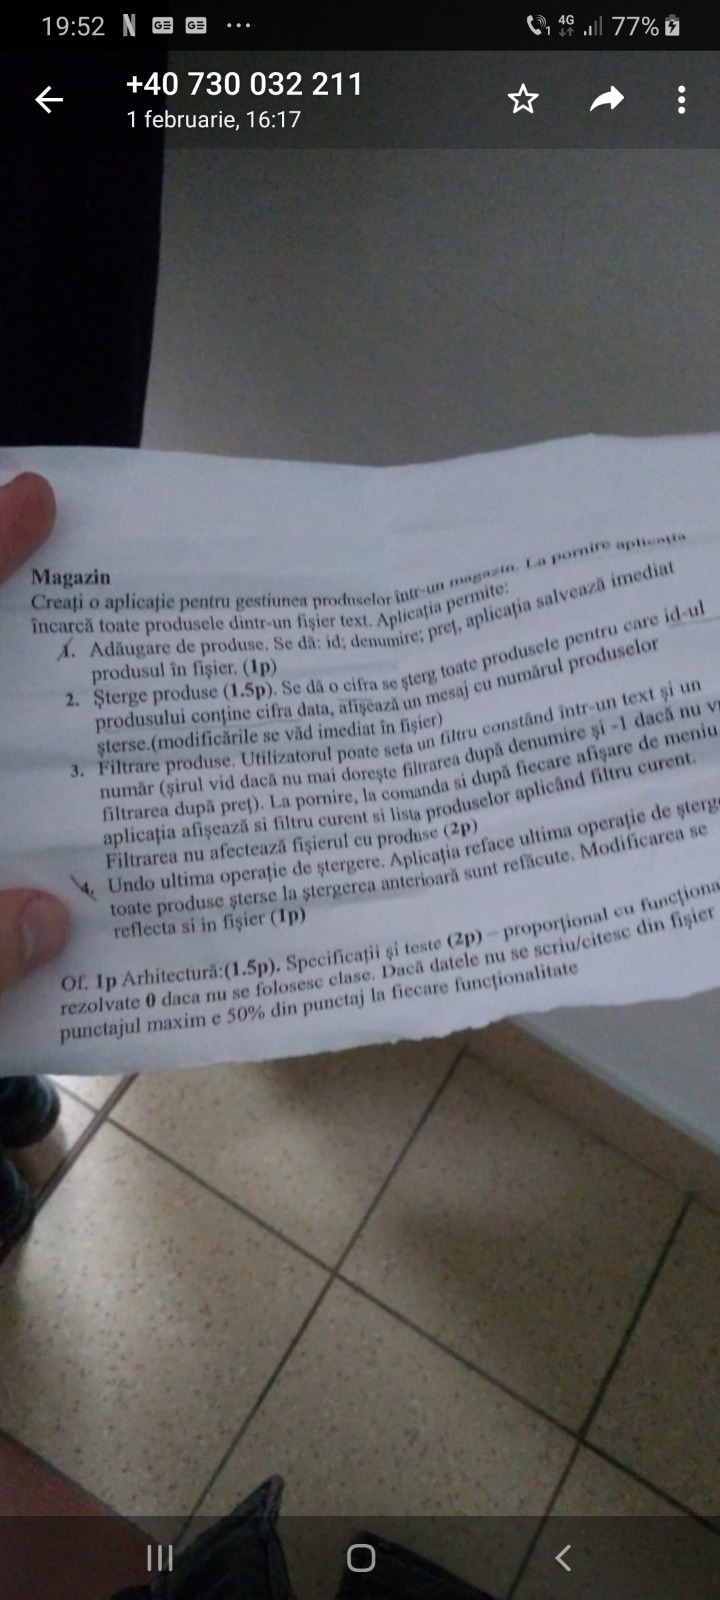 19:52 N GE GE ... 1 4G 77%
+40 730 032 211
1 februarie, 16:17
Magazin
Creați o aplicație pentru gestiunea produselor într-un magazin. La pornire aplicația
încarcă toate produsele dintr-un fișier text. Aplicația permite:
1. Adăugare de produse. Se dă: id; denumire; preț, aplicația salvează imediat
produsul în fișier. (1p)
2. Șterge produse (1.5p). Se dă o cifra se șterg toate produsele pentru care id-ul
produsului conține cifra data, afișează un mesaj cu numărul produselor
șterse.(modificările se văd imediat în fișier)
3. Filtrare produse. Utilizatorul poate seta un filtru constând într-un text și un
număr (șirul vid dacă nu mai dorește filtrarea după denumire și -1 dacă nu
filtrarea după preț). La pornire, la comanda si după fiecare afișare de meniu
aplicația afișează si filtru curent si lista produselor aplicând filtru curent.
Filtrarea nu afectează fișierul cu produse (2p)
4. Undo ultima operație de ștergere. Aplicația reface ultima operație de șterg
toate produse șterse la ștergerea anterioară sunt refăcute. Modificarea se
reflecta si in fișier (1p)
Of. 1p Arhitectură:(1.5p). Specificații și teste (2p) – proporțional cu funcționa
rezolvate 0 daca nu se folosesc clase. Dacă datele nu se scriu/citesc din fișier
punctajul maxim e 50% din punctaj la fiecare funcționalitate